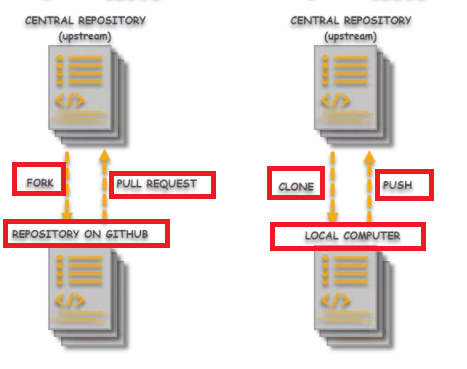 CENTRAL REPOSITORY
(upstream)
</>
FORK
PULL REQUEST
REPOSITORY ON GITHUB
</>
CENTRAL REPOSITORY
(upstream)
</>
CLONE
PUSH
LOCAL COMPUTER
</>